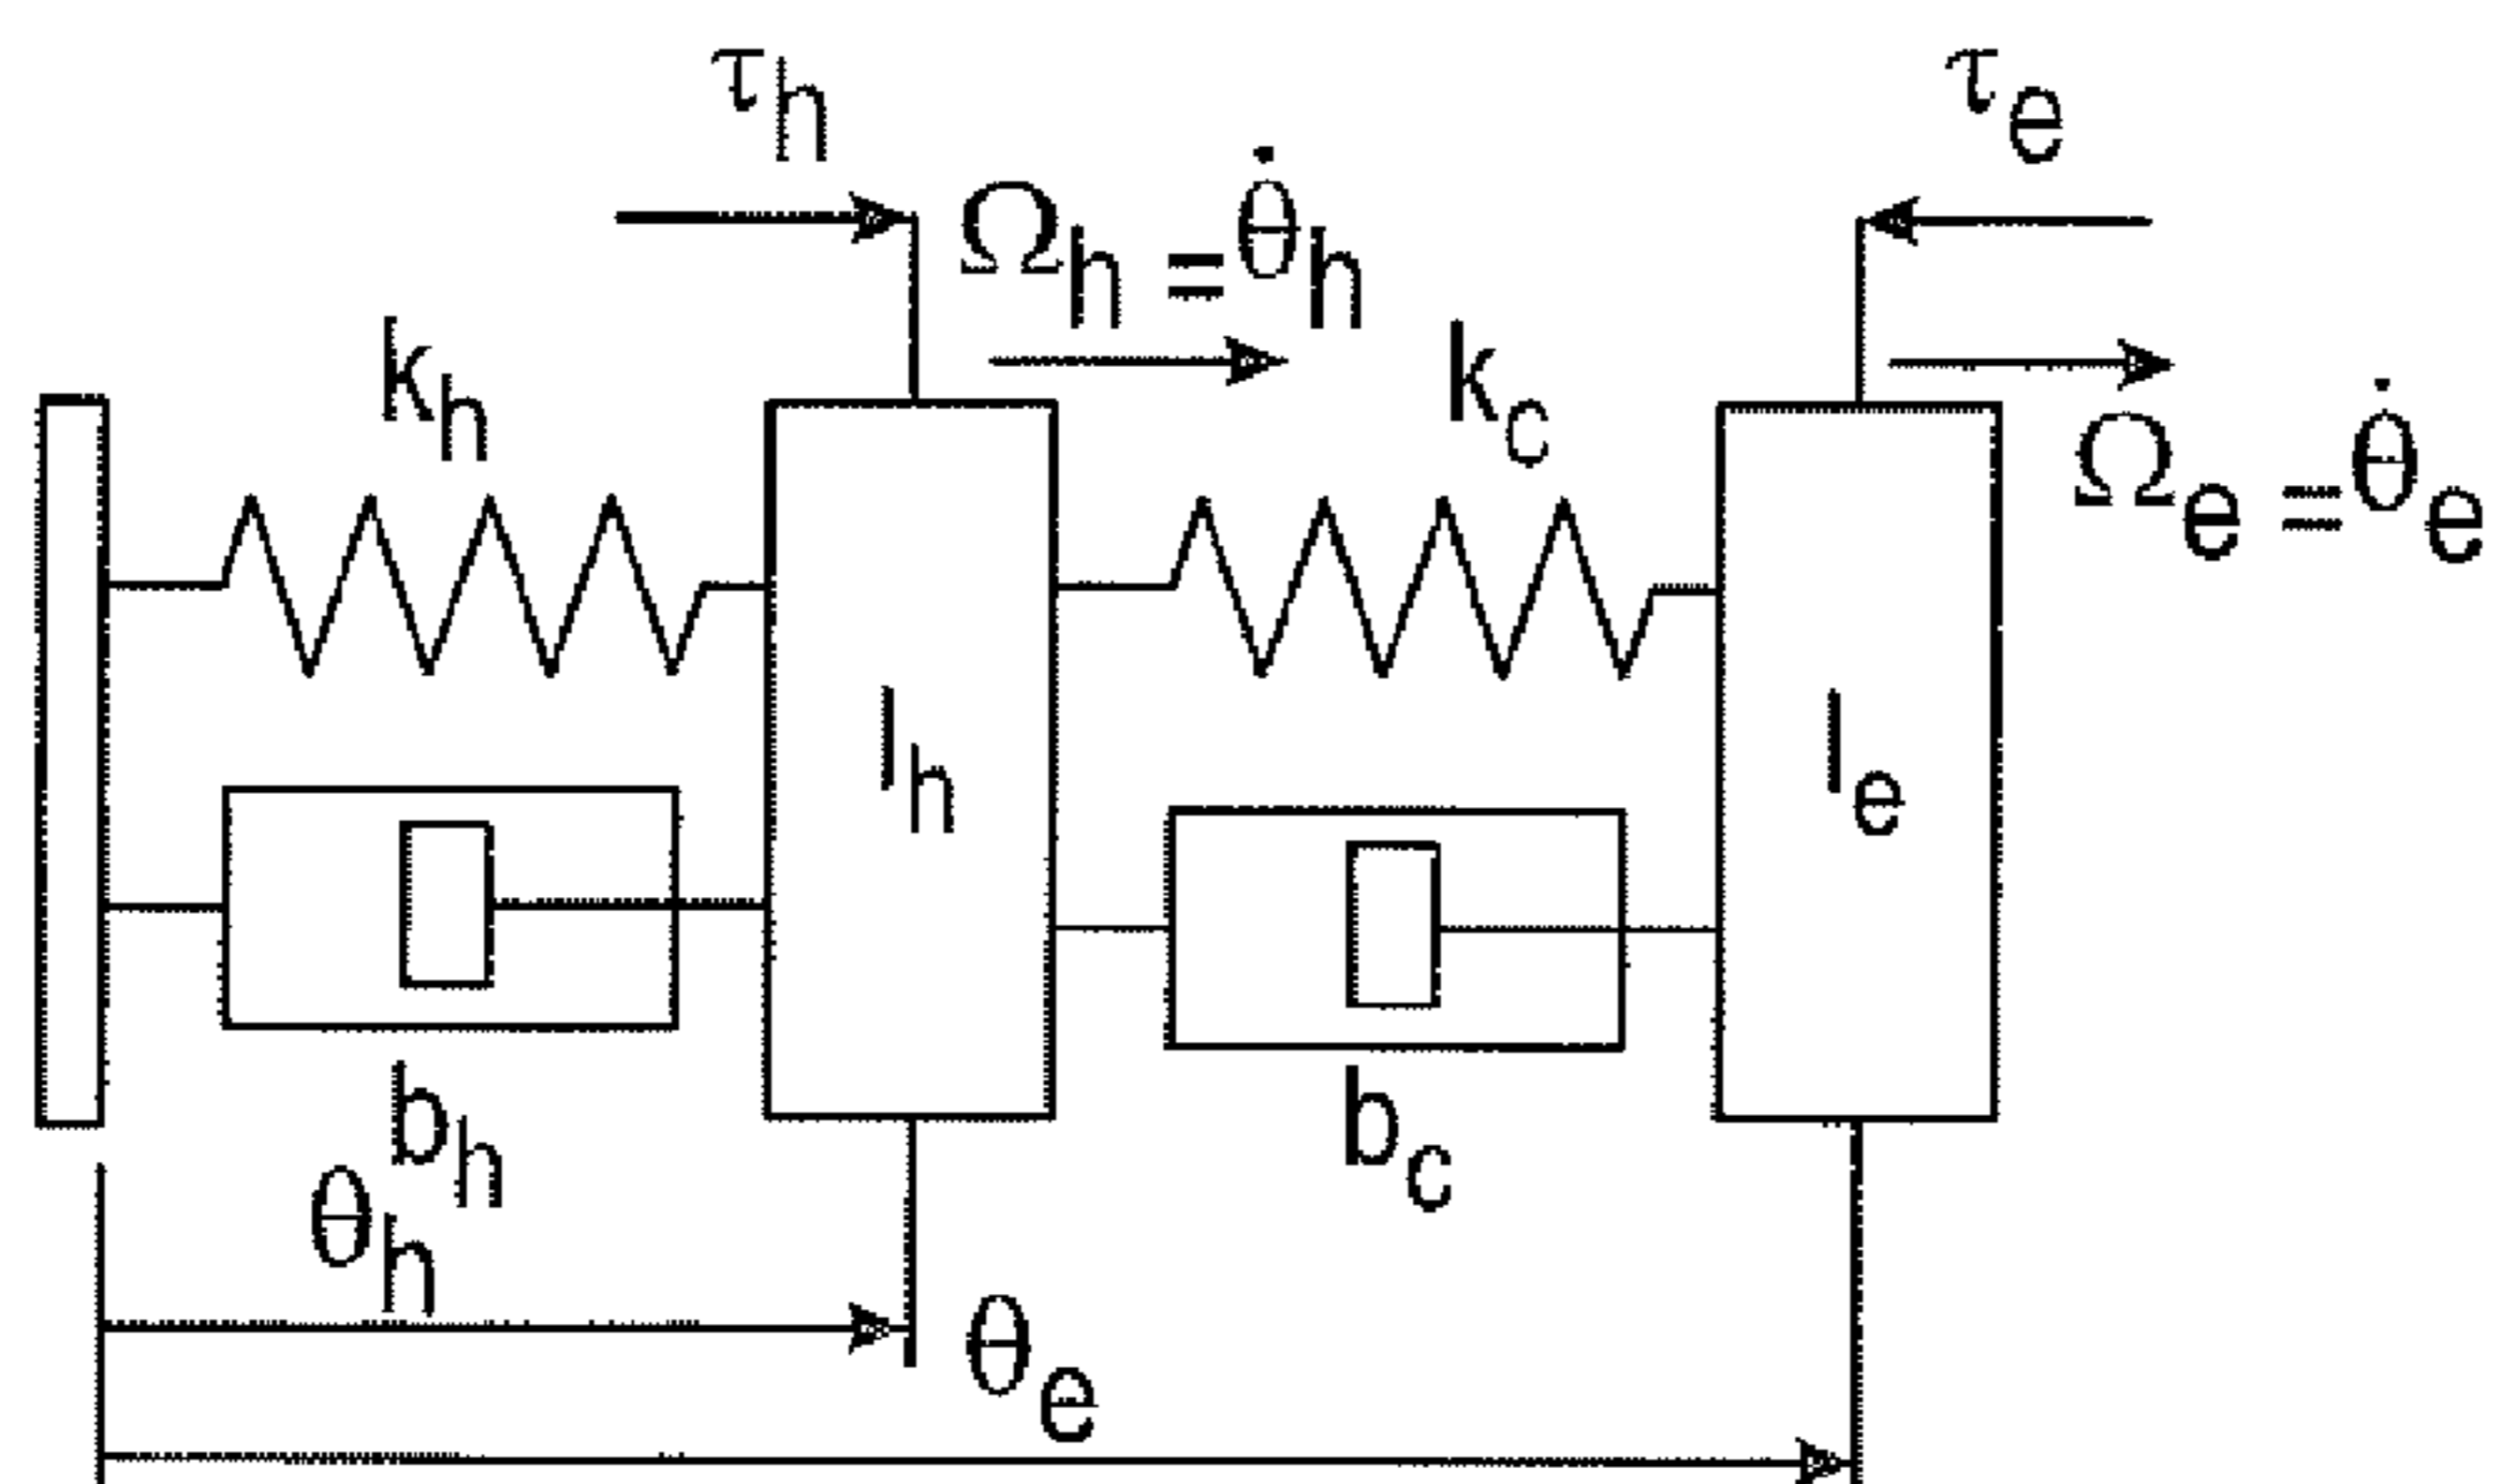 τh
τe
Ωh = θ̇h
kh
kc
Ωe = θ̇e
Ih
Ie
bh
bc
θh
θe